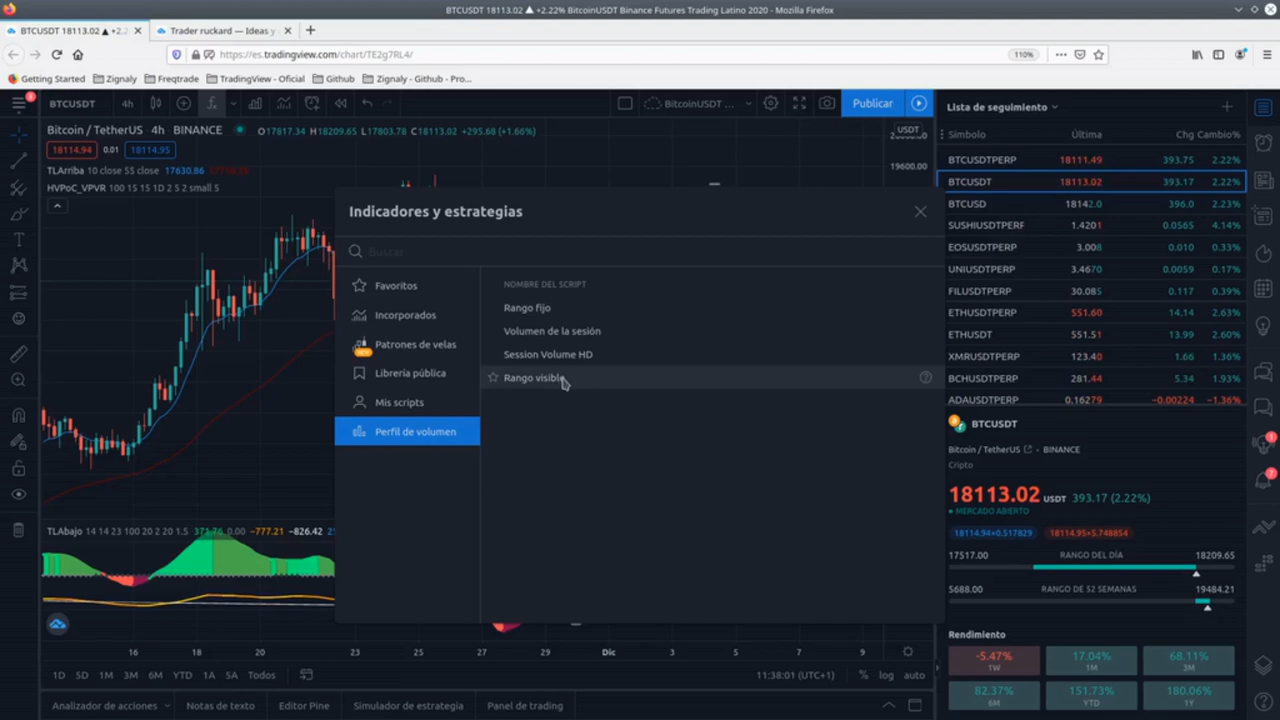 BTCUSDT 18113.02 ▲ +2.22% BitcoinUSDT Binance Futures Trading Latino 2020 - Mozilla Firefox
BTCUSDT 18113.02 ▲ +2.2
Trader ruckard — Ideas y
https://es.tradingview.com/chart/TE2g7RL4/
110%
Getting Started
Zignaly
Freqtrade
TradingView - Oficial
Github
Zignaly - Github - Pro...
BTCUSDT
4h
BitcoinUSDT ...
Publicar
Bitcoin / TetherUS 4h BINANCE
O17817.34 H18209.65 L17803.78 C18113.02 +295.68 (+1.66%)
18114.94
0.01
18114.95
TLArriba 10 close 55 close 17630.86
HVPoC_VPVR 100 15 15 1D 2 5 2 small 5
USDT
19600.00
Indicadores y estrategias
Buscar
Favoritos
Incorporados
Patrones de velas
NEW
Librería pública
Mis scripts
Perfil de volumen
NOMBRE DEL SCRIPT
Rango fijo
Volumen de la sesión
Session Volume HD
Rango visible
TLAbajo 14 14 23 100 20 2 20 1.5 371.76 0.00 −777.21 −826.42
16
18
20
23
25
27
29
Dic
3
5
7
9
1D
5D
1M
3M
6M
YTD
1A
5A
Todos
11:38:01 (UTC+1)
%
log
auto
Analizador de acciones
Notas de texto
Editor Pine
Simulador de estrategia
Panel de trading
Lista de seguimiento
Símbolo Última Chg Cambio%
BTCUSDTPERP 18111.49 393.75 2.22%
BTCUSDT 18113.02 393.17 2.22%
BTCUSD 18142.0 396.0 2.23%
SUSHIUSDTPERF 1.4201 0.0565 4.14%
EOSUSDTPERP 3.008 0.010 0.33%
UNIUSDTPERP 3.4670 0.0059 0.17%
FILUSDTPERP 30.085 0.117 0.39%
ETHUSDTPERP 551.60 14.14 2.63%
ETHUSDT 551.51 13.99 2.60%
XMRUSDTPERP 123.40 1.66 1.36%
BCHUSDTPERP 281.44 5.34 1.93%
ADAUSDTPERP 0.16279 −0.00224 −1.36%
BTCUSDT
Bitcoin / TetherUS - BINANCE
Cripto
18113.02 USDT 393.17 (2.22%)
MERCADO ABIERTO
18114.94×0.517829
18114.95×5.748854
17517.00 RANGO DEL DÍA 18209.65
5688.00 RANGO DE 52 SEMANAS 19484.21
Rendimiento
-5.47%
1W
17.04%
1M
68.11%
3M
82.37%
6M
151.73%
YTD
180.06%
1Y